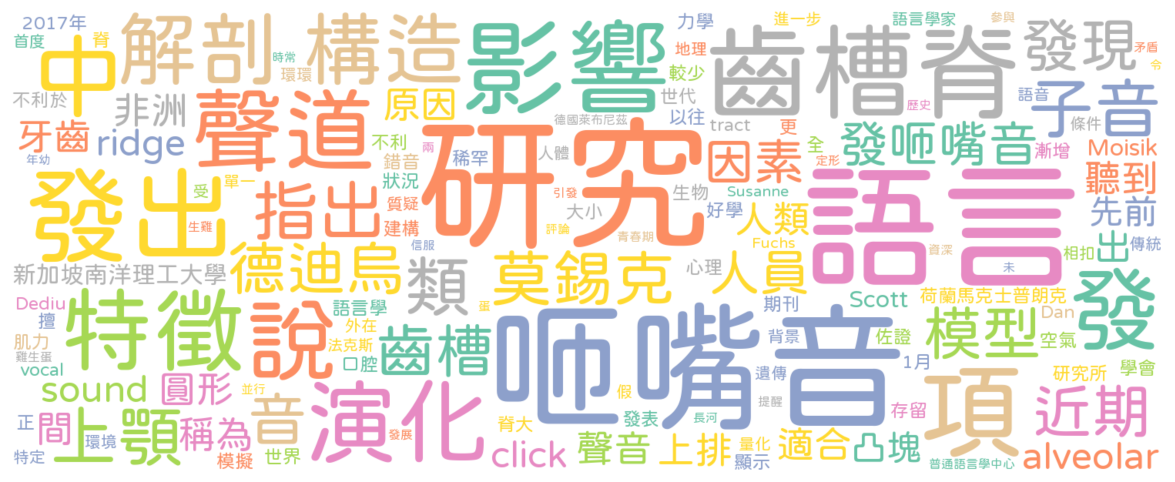 2017年
首度
脊
中
解剖
構造
時常
環環
影響
力學
地理
較少
進一步
語言學家
參與
齒槽脊
發現
矛盾
令
不利於
非洲
原因
世代
以往
德國萊布尼茲
tract
歷史
語音
子音
條件
牙齒
ridge
聲道
不利
兩
錯音
稀罕
研究
人體
更
因素
全
定形
發咂嘴音
漸增
Moisik
聽到
年幼
發出
受
單一
生雞
指出
狀況
質疑
建構
引發
大小
生物
Susanne
好學
人類
語言
先前
評論
信服
青春期
Fuchs
資深
未
相扣
出
傳統
新加坡南洋理工大學
德迪烏
類
莫錫克
心理
人員
發
Dediu
擅
特徵
說
語言學
蛋
期刊
Scott
荷蘭馬克士普朗克
Dan
肌力
雞生蛋
vocal
外在
法克斯
口腔
齒槽
咂嘴音
背景
佐證
模型
空氣
sound
圓形
並行
演化
假
遺傳
1月
項
研究所
學會
提醒
存留
近期
正
間
上顎
稱為
音
發展
脊大
發表
長河
特定
環境
模擬
世界
click
聲音
上排
量化
顯示
適合
凸塊
普通語言學中心
alveolar